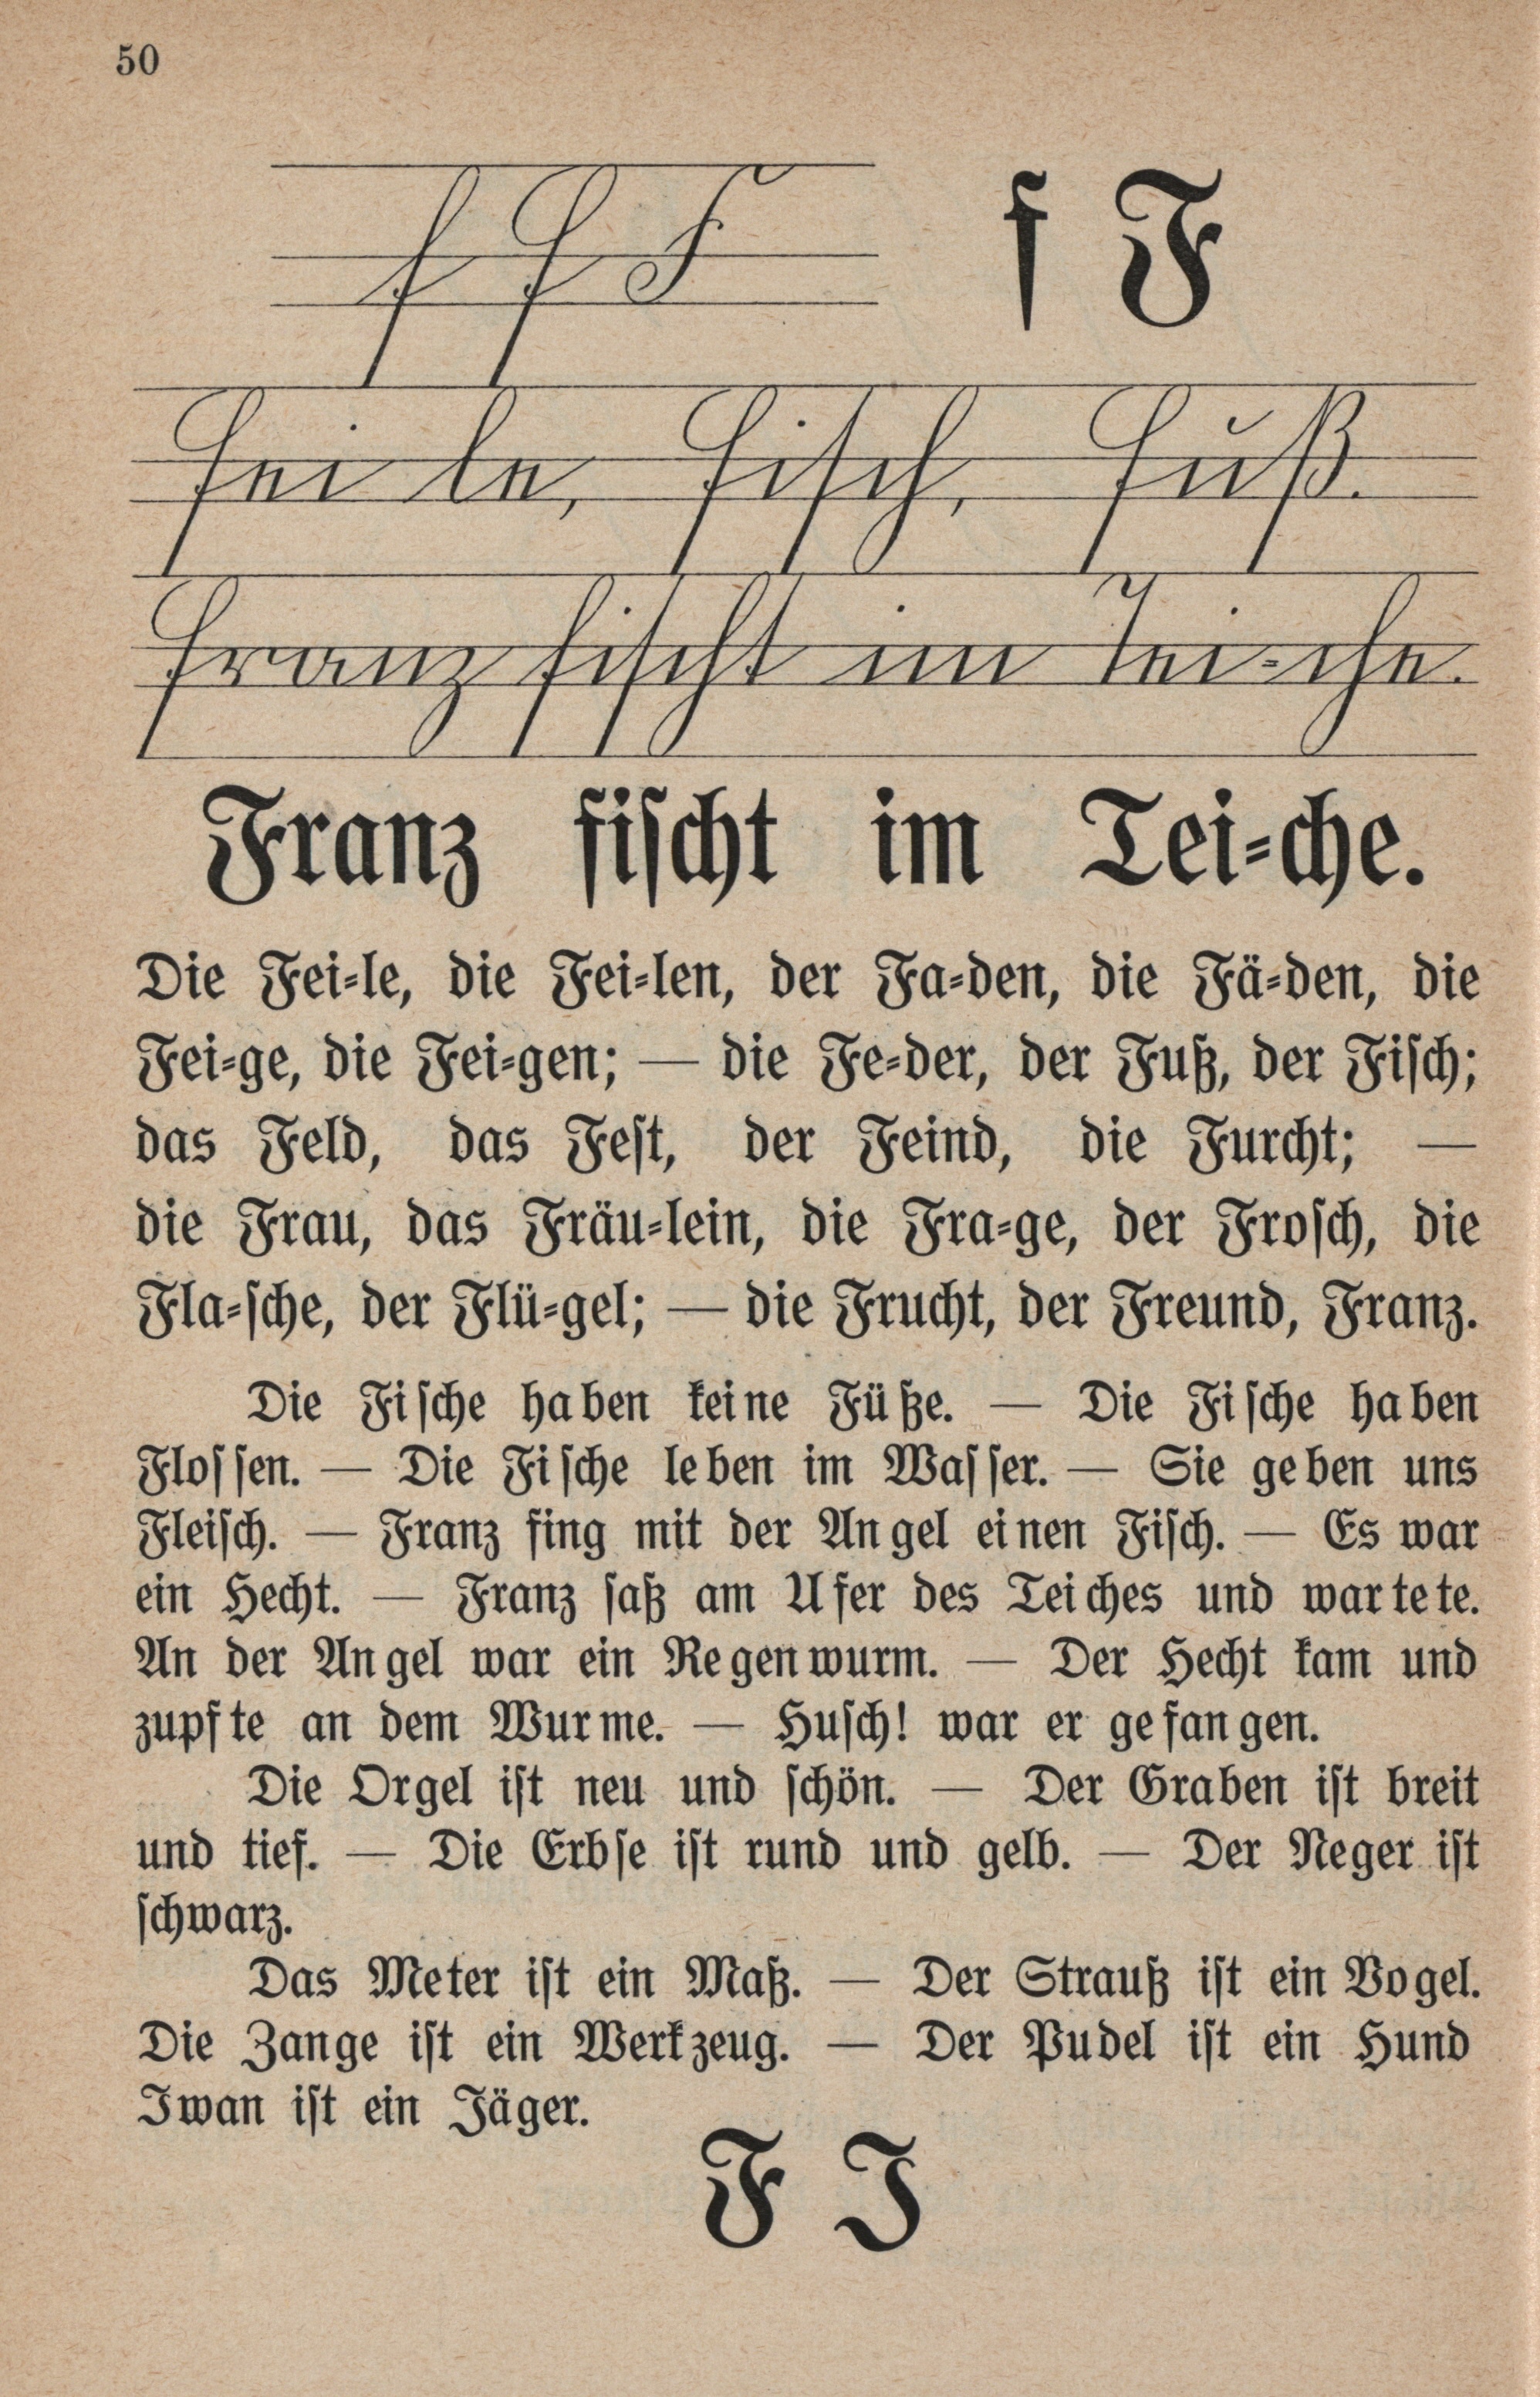 50
f f F f F
Feile, Fisch, Fuß.
Franz fischt im Tei-che.
Franz fischt im Tei-che.
Die Fei-le, die Fei-len, der Fa-den, die Fä-den, die
Fei-ge, die Fei-gen; — die Fe-der, der Fuß, der Fisch;
das Feld, das Fest, der Feind, die Furcht; —
die Frau, das Fräu-lein, die Fra-ge, der Frosch, die
Fla-sche, der Flü-gel; — die Frucht, der Freund, Franz.
Die Fische haben keine Füße. — Die Fische haben
Flossen. — Die Fische leben im Wasser. — Sie geben uns
Fleisch. — Franz fing mit der Angel einen Fisch. — Es war
ein Hecht. — Franz saß am Ufer des Teiches und wartete.
An der Angel war ein Regenwurm. — Der Hecht kam und
zupfte an dem Wurme. — Husch! war er gefangen.
Die Orgel ist neu und schön. — Der Graben ist breit
und tief. — Die Erbse ist rund und gelb. — Der Neger ist
schwarz.
Das Meter ist ein Maß. — Der Strauß ist ein Vogel.
Die Zange ist ein Werkzeug. — Der Pudel ist ein Hund
Iwan ist ein Jäger.
F I